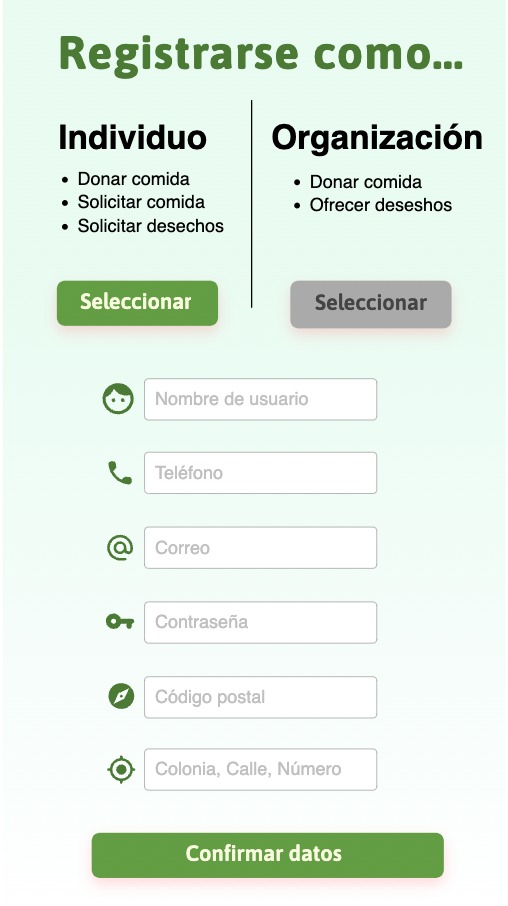 Registrarse como...
Individuo
• Donar comida
• Solicitar comida
• Solicitar desechos
Seleccionar
Organización
• Donar comida
• Ofrecer deseshos
Seleccionar
Nombre de usuario
Teléfono
Correo
Contraseña
Código postal
Colonia, Calle, Número
Confirmar datos